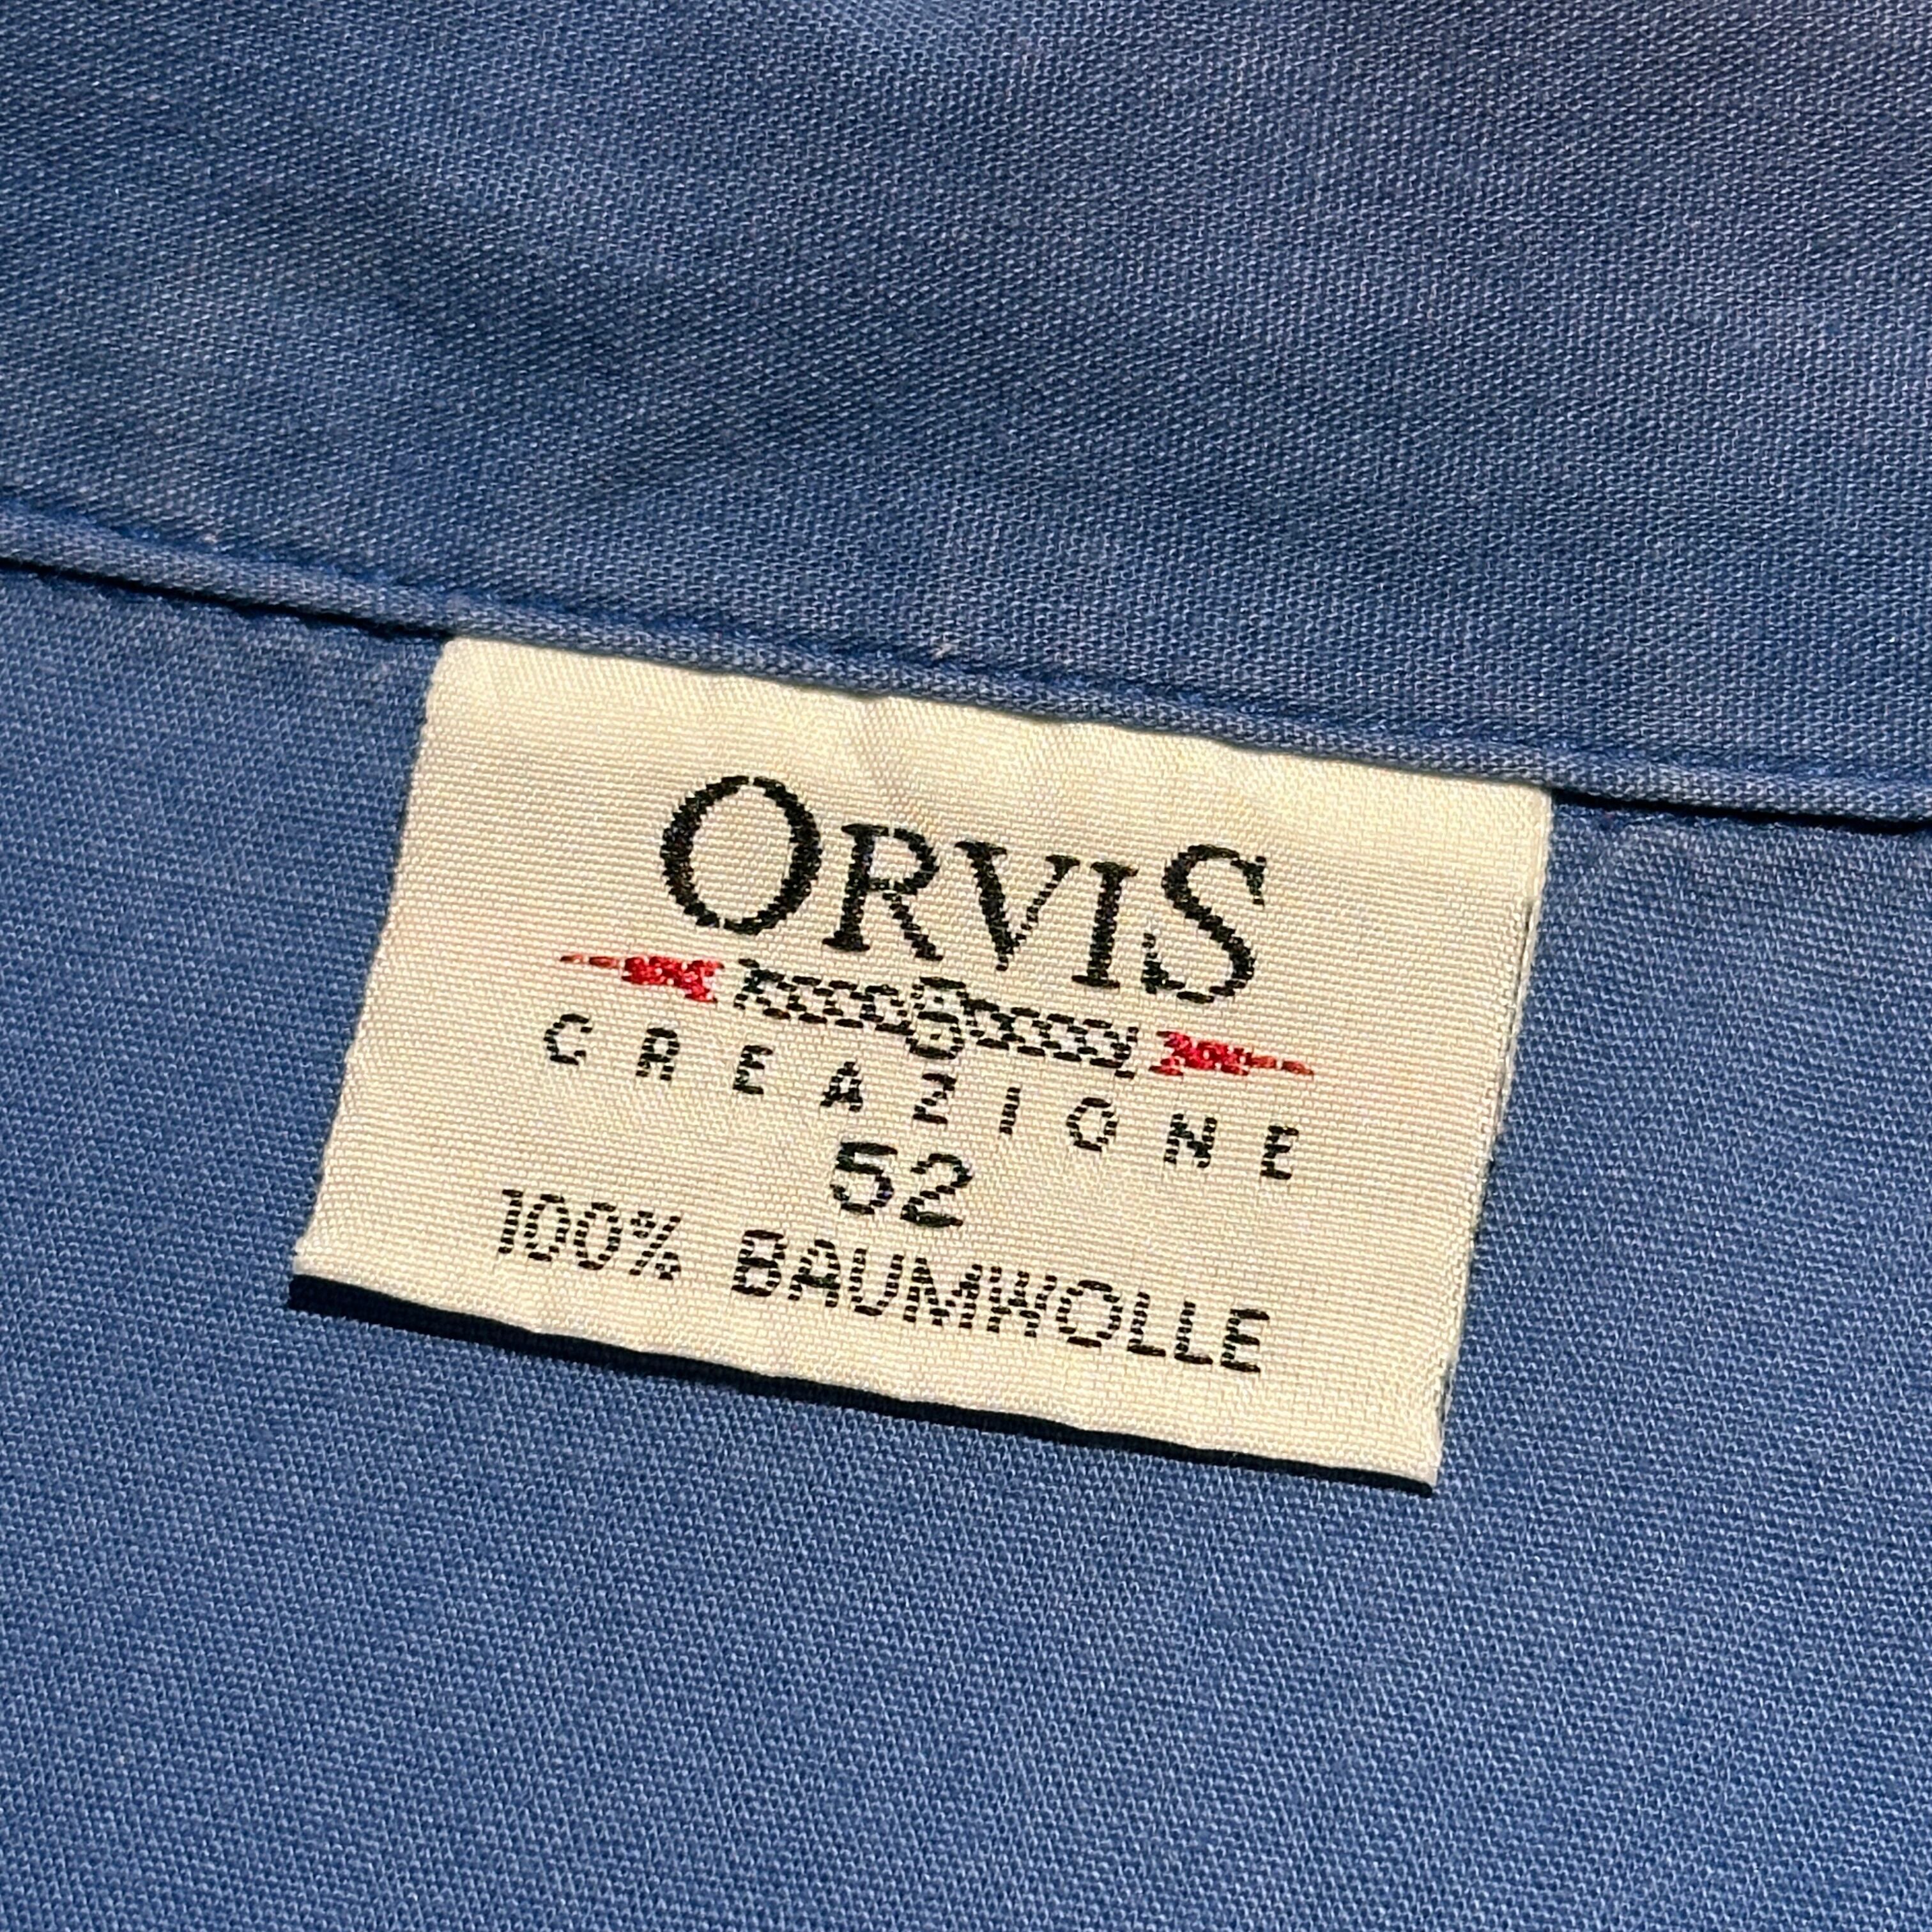 ORVIS
CREAZIONE
52
100% BAUMWOLLE